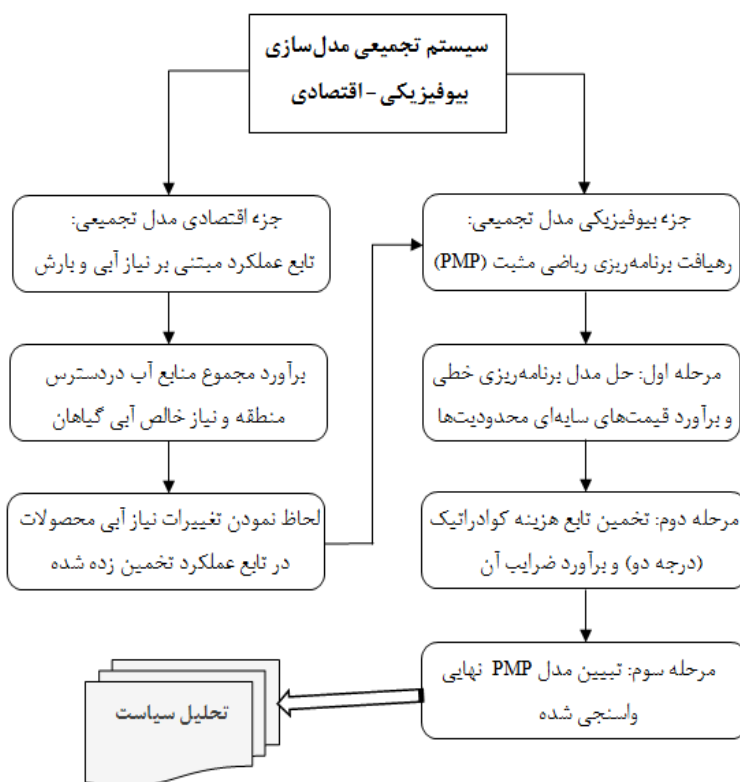 سیستم تجمیعی مدل‌سازی
بیوفیزیکی - اقتصادی
جزء بیوفیزیکی مدل تجمیعی:
رهیافت برنامه‌ریزی ریاضی مثبت (PMP)
مرحله اول: حل مدل برنامه‌ریزی خطی
و برآورد قیمت‌های سایه‌ای محدودیت‌ها
مرحله دوم: تخمین تابع هزینه کوادراتیک
(درجه دو) و برآورد ضرایب آن
مرحله سوم: تبیین مدل PMP نهایی
واسنجی شده
جزء اقتصادی مدل تجمیعی:
تابع عملکرد مبتنی بر نیاز آبی و بارش
برآورد مجموع منابع آب دردسترس
منطقه و نیاز خالص آبی گیاهان
لحاظ نمودن تغییرات نیاز آبی محصولات
در تابع عملکرد تخمین زده شده
تحلیل سیاست